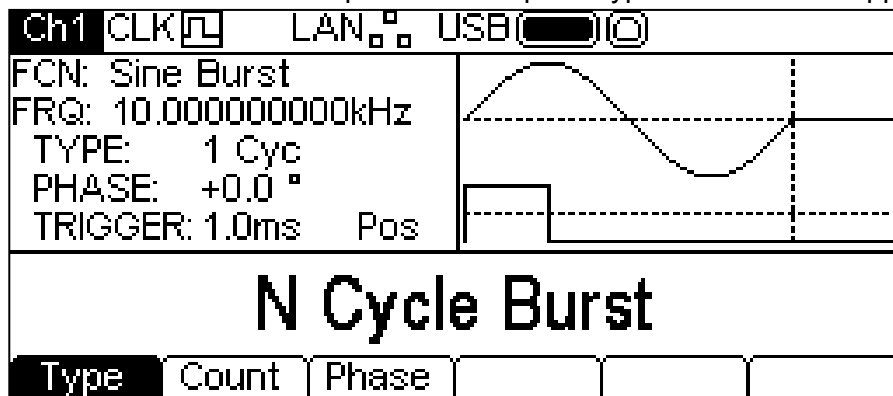 Ch1 CLK LAN USB
FCN: Sine Burst
FRQ: 10.000000000kHz
TYPE: 1 Cyc
PHASE: +0.0 °
TRIGGER: 1.0ms Pos
N Cycle Burst
Type Count Phase